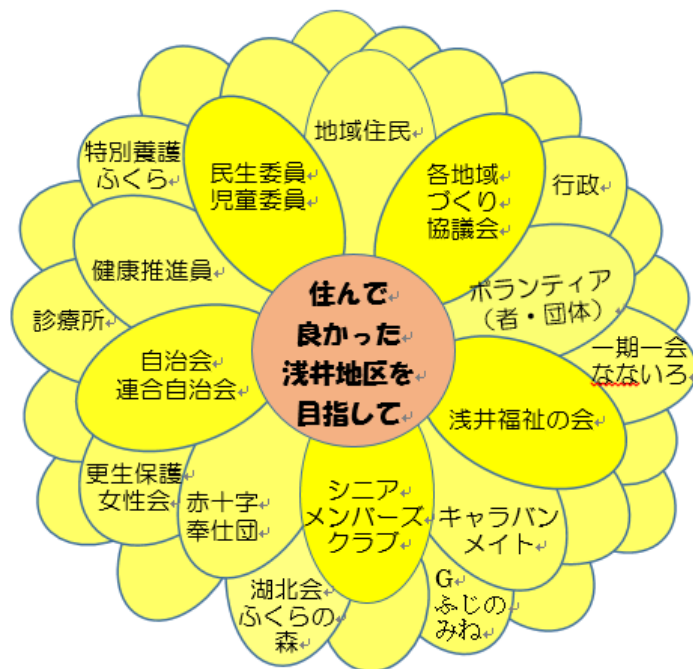 地域住民
特別養護
ふくら
民生委員
児童委員
各地域
づくり
協議会
行政
健康推進員
ボランティア
（者・団体）
診療所
住んで
良かった
浅井地区を
目指して
一期一会
なないろ
自治会
連合自治会
浅井福祉の会
更生保護
女性会
赤十字
奉仕団
シニア
メンバーズ
クラブ
キャラバン
メイト
湖北会
ふくらの
森
G
ふじの
みね